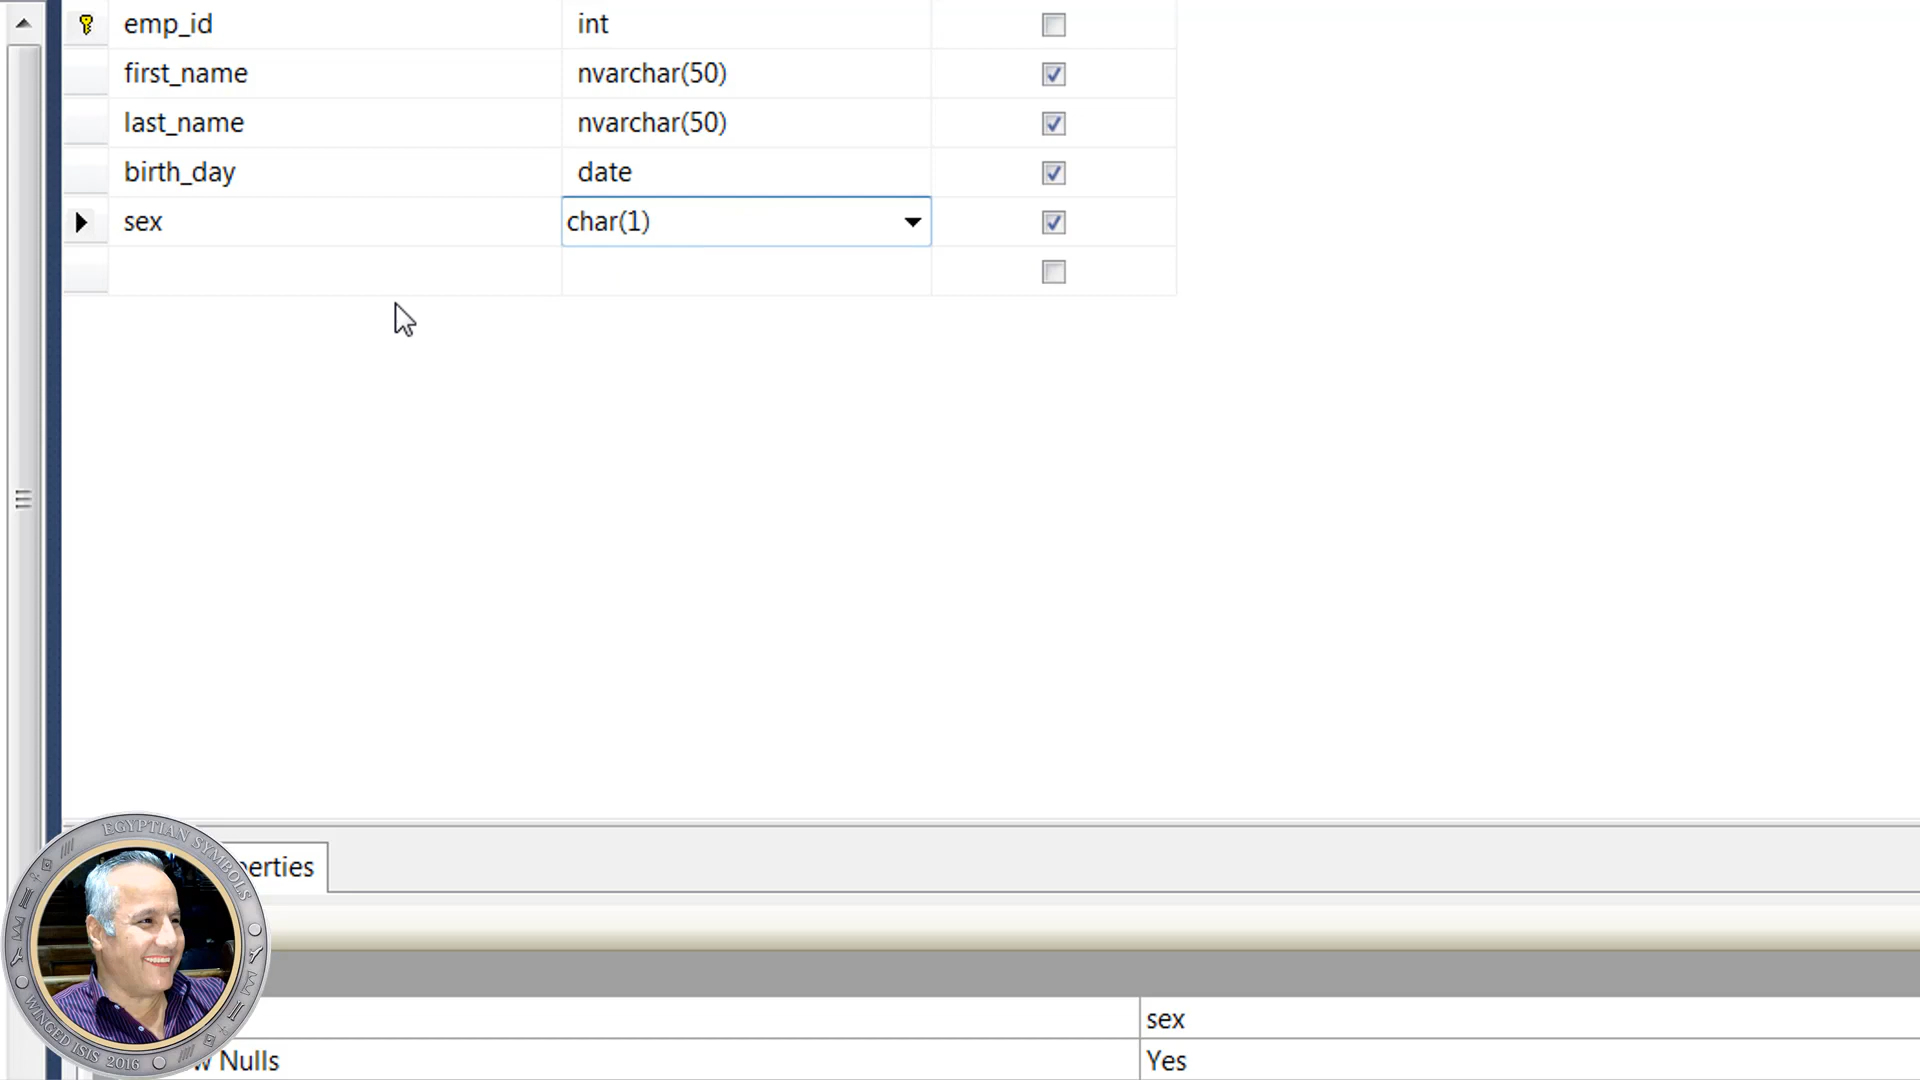 emp_id int
first_name nvarchar(50)
last_name nvarchar(50)
birth_day date
sex char(1)
perties
sex
w Nulls Yes
EGYPTIAN SYMBOLS
WINGED ISIS 2016